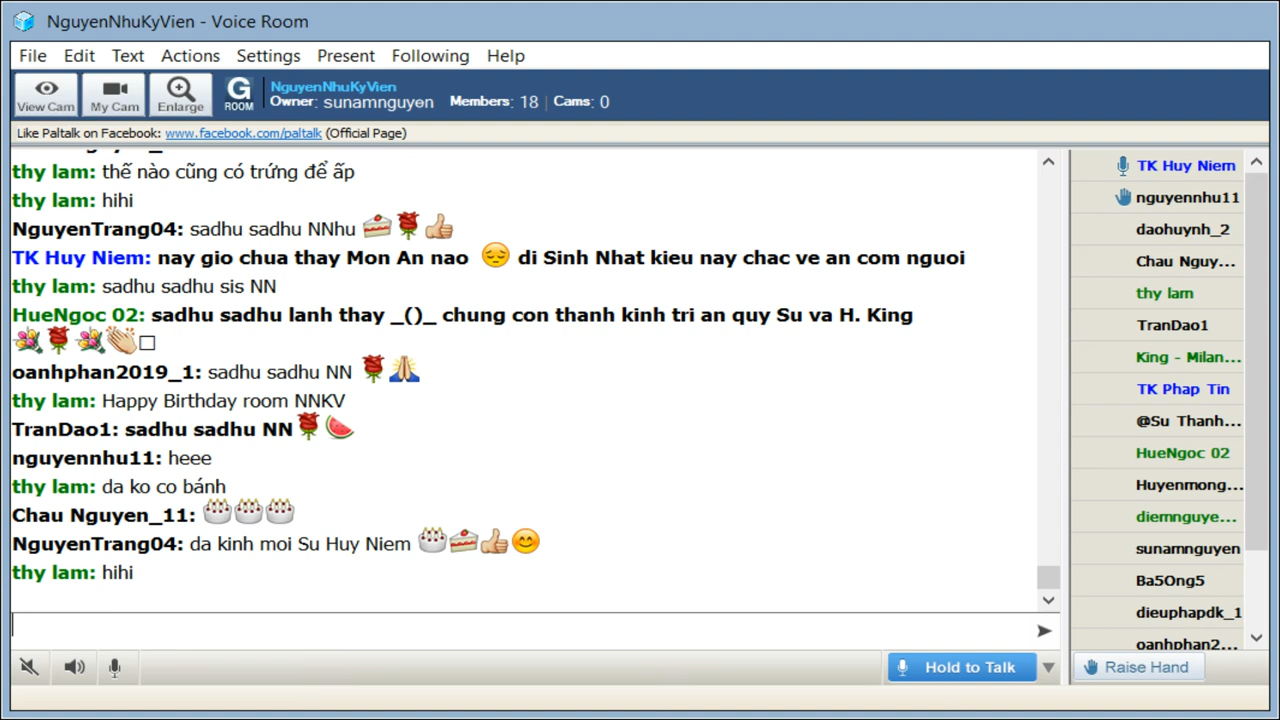 NguyenNhuKyVien - Voice Room
File Edit Text Actions Settings Present Following Help
View Cam My Cam Enlarge G ROOM
NguyenNhuKyVien
Owner: sunamnguyen Members: 18 Cams: 0
Like Paltalk on Facebook: www.facebook.com/paltalk (Official Page)
thy lam: thế nào cũng có trứng để ấp
thy lam: hihi
NguyenTrang04: sadhu sadhu NNhu 🍰🌹👍
TK Huy Niem: nay gio chua thay Mon An nao 😔 di Sinh Nhat kieu nay chac ve an com nguoi
thy lam: sadhu sadhu sis NN
HueNgoc 02: sadhu sadhu lanh thay _()_ chung con thanh kinh tri an quy Su va H. King
💐🌹💐👏□
oanhphan2019_1: sadhu sadhu NN 🌹🙏
thy lam: Happy Birthday room NNKV
TranDao1: sadhu sadhu NN🌹🍉
nguyennhu11: heee
thy lam: da ko co bánh
Chau Nguyen_11: 🎂🎂🎂
NguyenTrang04: da kinh moi Su Huy Niem 🎂🍰👍😊
thy lam: hihi
Hold to Talk
TK Huy Niem
nguyennhu11
daohuynh_2
Chau Nguy...
thy lam
TranDao1
King - Milan...
TK Phap Tin
@Su Thanh...
HueNgoc 02
Huyenmong...
diemnguye...
sunamnguyen
Ba5Ong5
dieuphapdk_1
oanhphan2...
Raise Hand